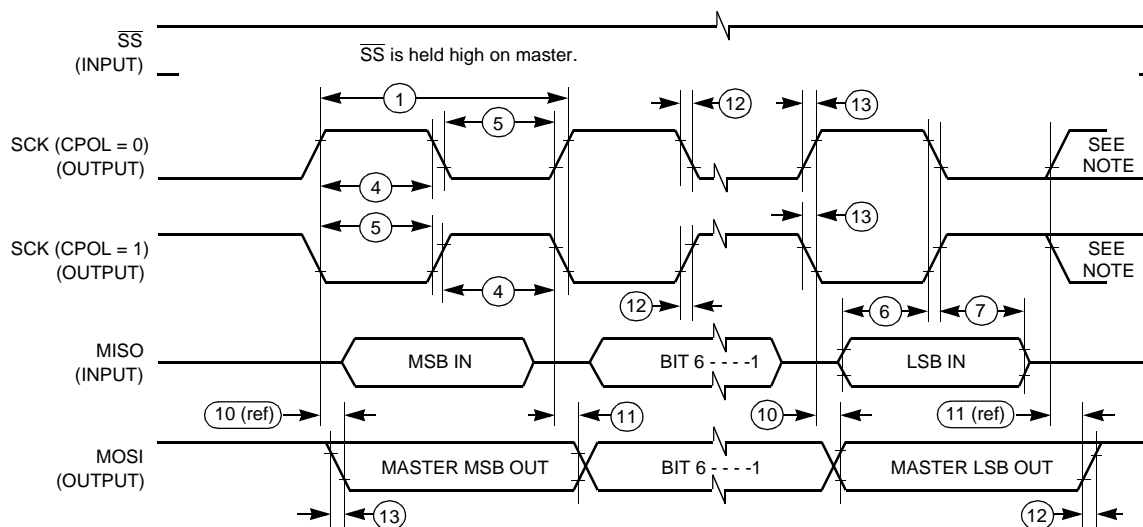 SS
(INPUT)
SS is held high on master.
1
12
13
5
SCK (CPOL = 0)
(OUTPUT)
SEE
NOTE
4
5
13
SCK (CPOL = 1)
(OUTPUT)
SEE
NOTE
4
12
6
7
MISO
(INPUT)
MSB IN
BIT 6 - - - -1
LSB IN
10 (ref)
11
10
11 (ref)
MOSI
(OUTPUT)
MASTER MSB OUT
BIT 6 - - - -1
MASTER LSB OUT
13
12